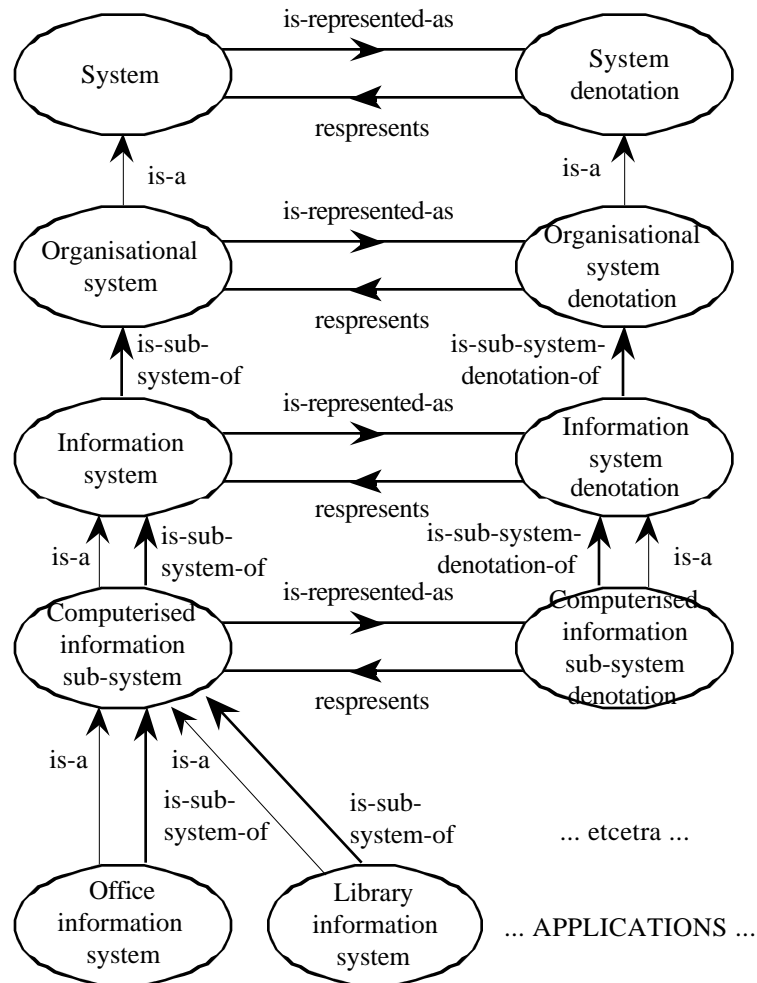 is-represented-as
System
System
denotation
respresents
is-a
is-a
is-represented-as
Organisational
system
Organisational
system
denotation
respresents
is-sub-
system-of
is-sub-system-
denotation-of
is-represented-as
Information
system
Information
system
denotation
respresents
is-a
is-sub-
system-of
is-sub-system-
denotation-of
is-a
is-represented-as
Computerised
information
sub-system
Computerised
information
sub-system
denotation
respresents
is-a
is-sub-
system-of
is-a
is-sub-
system-of
... etcetra ...
Office
information
system
Library
information
system
... APPLICATIONS ...